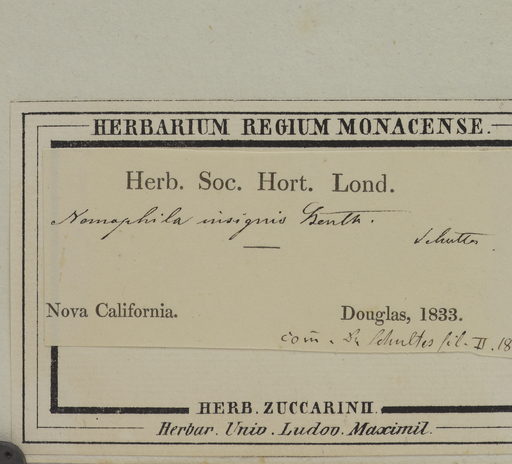 HERBARIUM REGIUM MONACENSE.
Herb. Soc. Hort. Lond.
Nemophila insignis Benth.
Schultes
Nova California.
Douglas, 1833.
com̄. Dr Schultes fil. II. 18
HERB. ZUCCARINII.
Herbar. Univ. Ludov. Maximil.